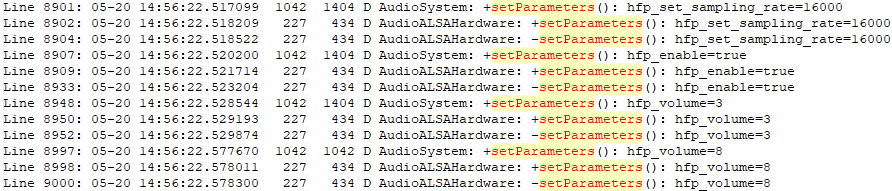 Line 8901: 05-20 14:56:22.517099  1042  1404 D AudioSystem: +setParameters(): hfp_set_sampling_rate=16000
Line 8902: 05-20 14:56:22.518209   227   434 D AudioALSAHardware: +setParameters(): hfp_set_sampling_rate=16000
Line 8904: 05-20 14:56:22.518522   227   434 D AudioALSAHardware: -setParameters(): hfp_set_sampling_rate=16000
Line 8907: 05-20 14:56:22.520200  1042  1404 D AudioSystem: +setParameters(): hfp_enable=true
Line 8909: 05-20 14:56:22.521714   227   434 D AudioALSAHardware: +setParameters(): hfp_enable=true
Line 8933: 05-20 14:56:22.523204   227   434 D AudioALSAHardware: -setParameters(): hfp_enable=true
Line 8948: 05-20 14:56:22.528544  1042  1404 D AudioSystem: +setParameters(): hfp_volume=3
Line 8950: 05-20 14:56:22.529193   227   434 D AudioALSAHardware: +setParameters(): hfp_volume=3
Line 8952: 05-20 14:56:22.529874   227   434 D AudioALSAHardware: -setParameters(): hfp_volume=3
Line 8997: 05-20 14:56:22.577670  1042  1042 D AudioSystem: +setParameters(): hfp_volume=8
Line 8998: 05-20 14:56:22.578011   227   434 D AudioALSAHardware: +setParameters(): hfp_volume=8
Line 9000: 05-20 14:56:22.578300   227   434 D AudioALSAHardware: -setParameters(): hfp_volume=8